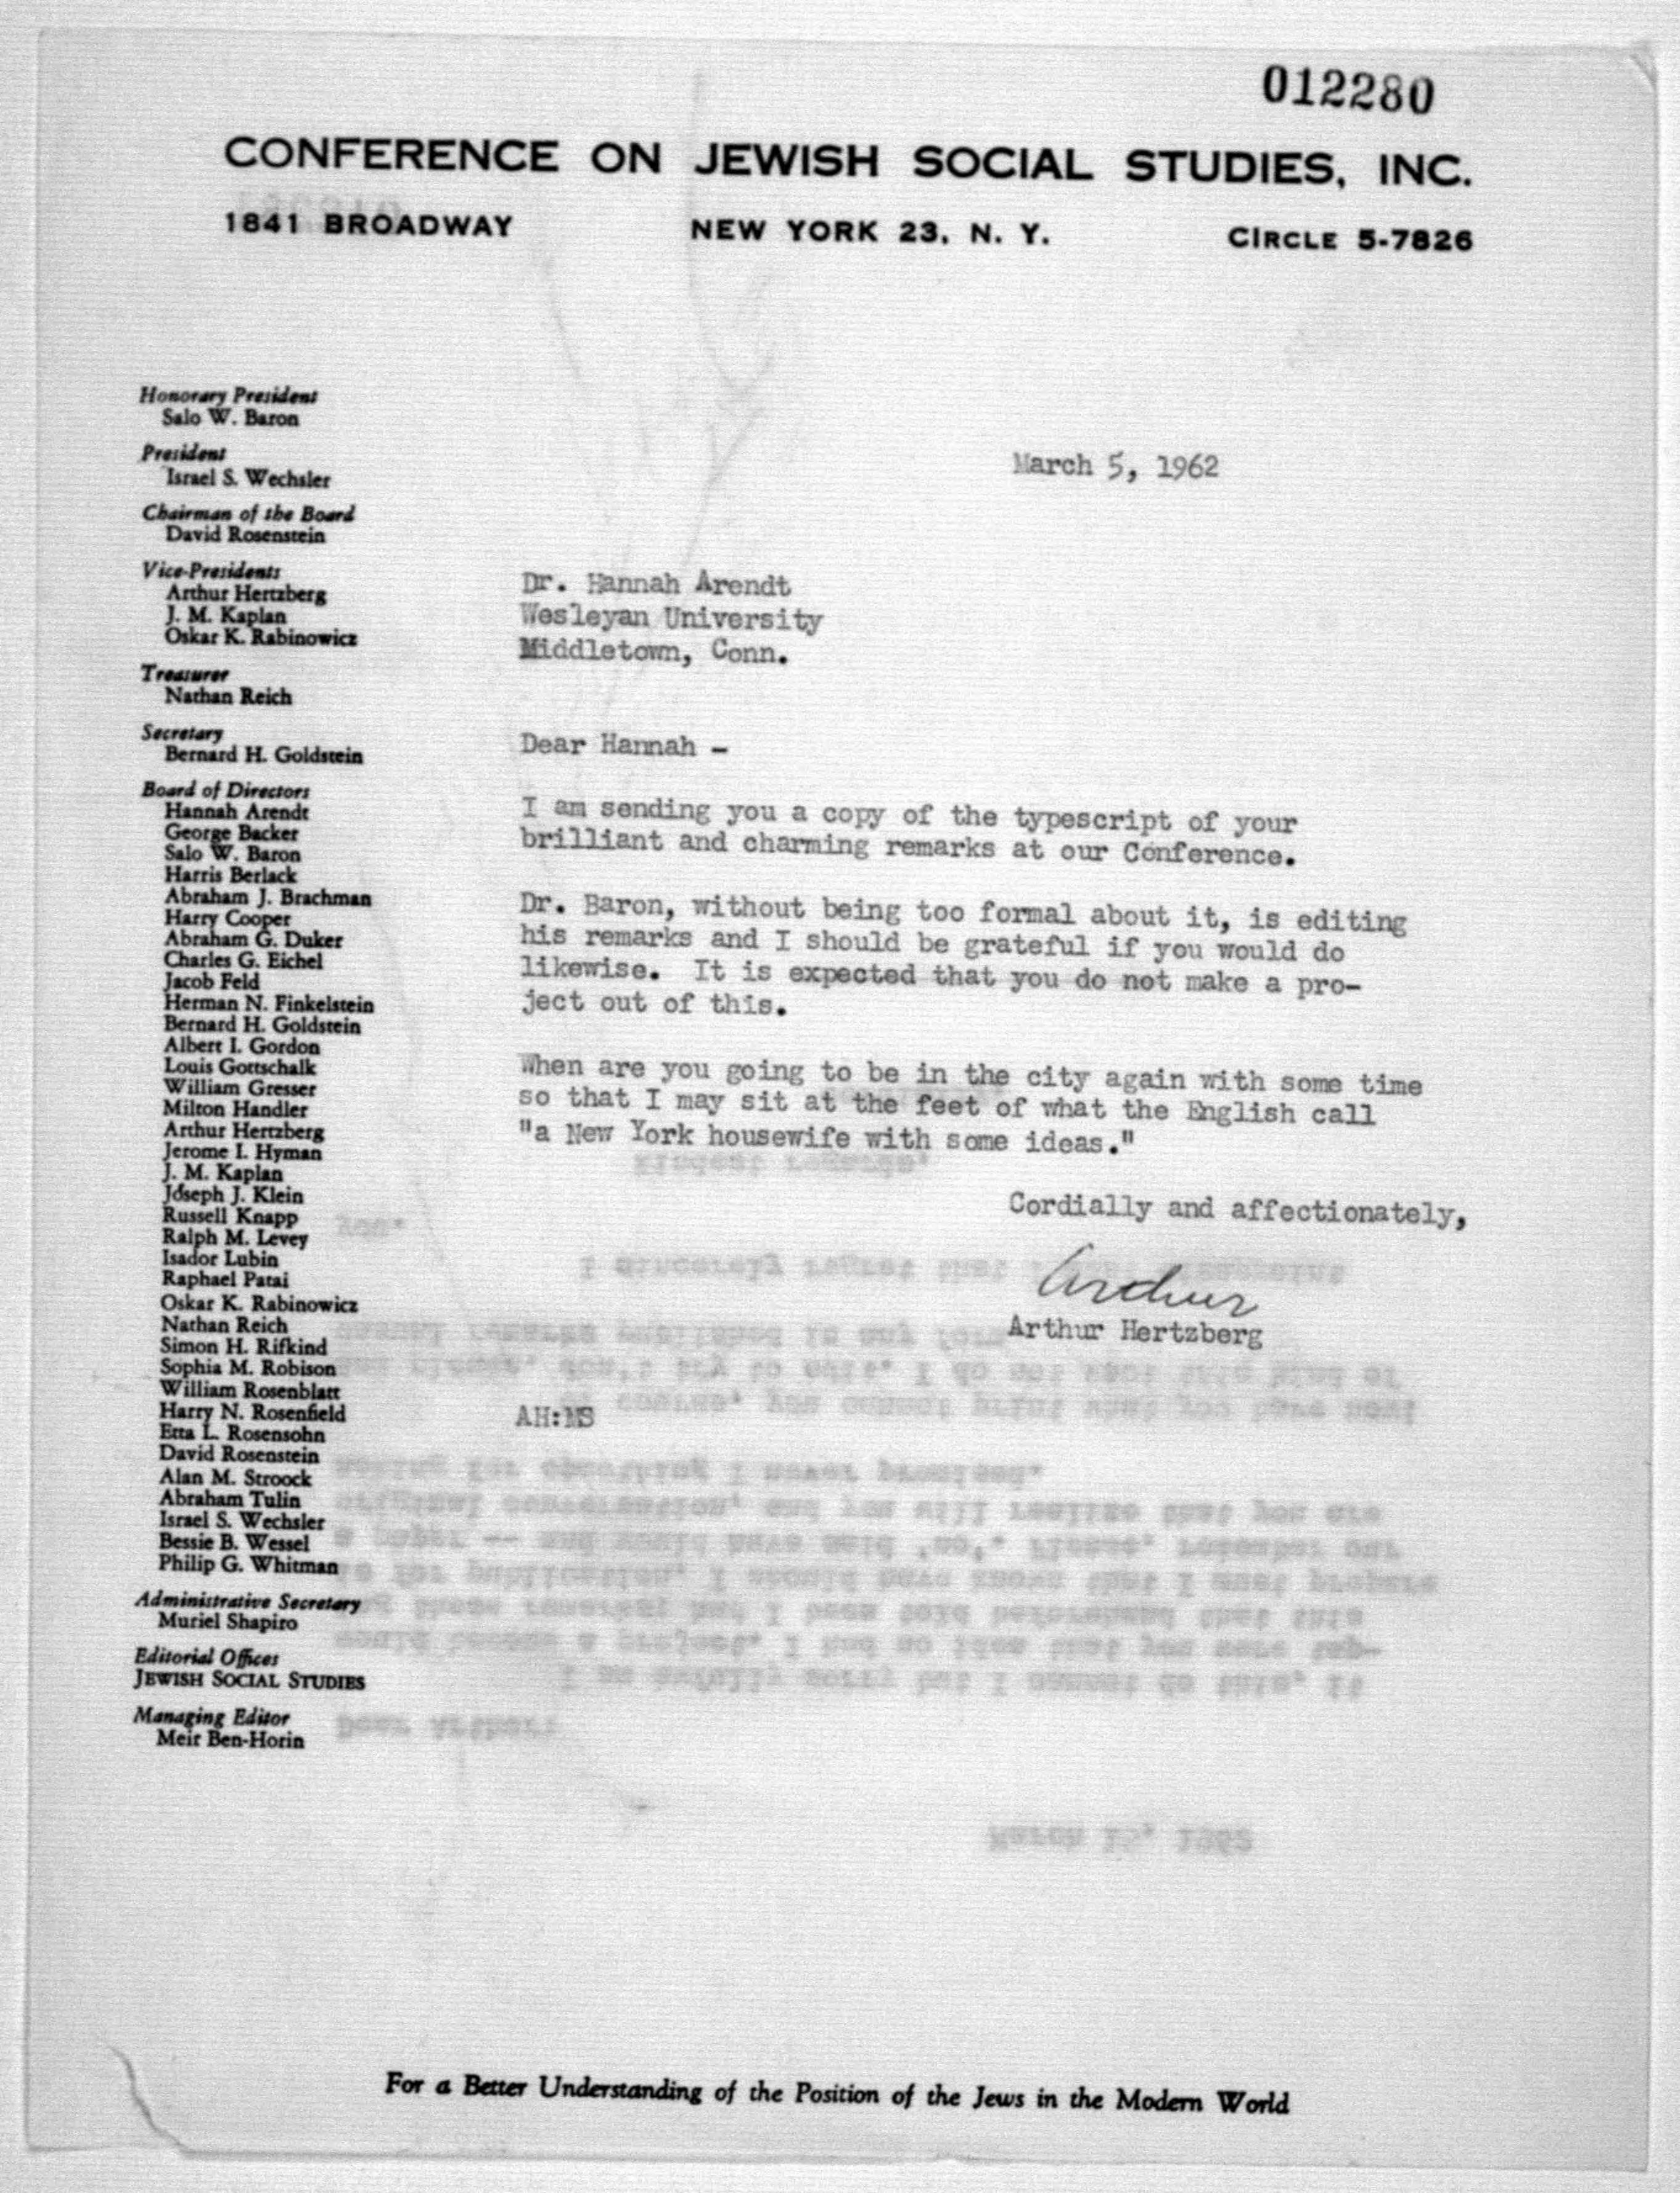 012280
CONFERENCE ON JEWISH SOCIAL STUDIES, INC.
1841 BROADWAY NEW YORK 23, N. Y. CIRCLE 5-7826
Honorary President
Salo W. Baron
President
Israel S. Wechsler
Chairman of the Board
David Rosenstein
Vice-Presidents
Arthur Hertzberg
J. M. Kaplan
Oskar K. Rabinowicz
Treasurer
Nathan Reich
Secretary
Bernard H. Goldstein
Board of Directors
Hannah Arendt
George Backer
Salo W. Baron
Harris Berlack
Abraham J. Brachman
Harry Cooper
Abraham G. Duker
Charles G. Eichel
Jacob Feld
Herman N. Finkelstein
Bernard H. Goldstein
Albert I. Gordon
Louis Gottschalk
William Gresser
Milton Handler
Arthur Hertzberg
Jerome I. Hyman
J. M. Kaplan
Joseph J. Klein
Russell Knapp
Ralph M. Levey
Isador Lubin
Raphael Patai
Oskar K. Rabinowicz
Nathan Reich
Simon H. Rifkind
Sophia M. Robison
William Rosenblatt
Harry N. Rosenfield
Etta L. Rosensohn
David Rosenstein
Alan M. Stroock
Abraham Tulin
Israel S. Wechsler
Bessie B. Wessel
Philip G. Whitman
Administrative Secretary
Muriel Shapiro
Editorial Offices
JEWISH SOCIAL STUDIES
Managing Editor
Meir Ben-Horin
March 5, 1962
Dr. Hannah Arendt
Wesleyan University
Middletown, Conn.
Dear Hannah -
I am sending you a copy of the typescript of your
brilliant and charming remarks at our Conference.
Dr. Baron, without being too formal about it, is editing
his remarks and I should be grateful if you would do
likewise. It is expected that you do not make a pro-
ject out of this.
When are you going to be in the city again with some time
so that I may sit at the feet of what the English call
"a New York housewife with some ideas."
Cordially and affectionately,
Arthur
Arthur Hertzberg
AH:MS
For a Better Understanding of the Position of the Jews in the Modern World